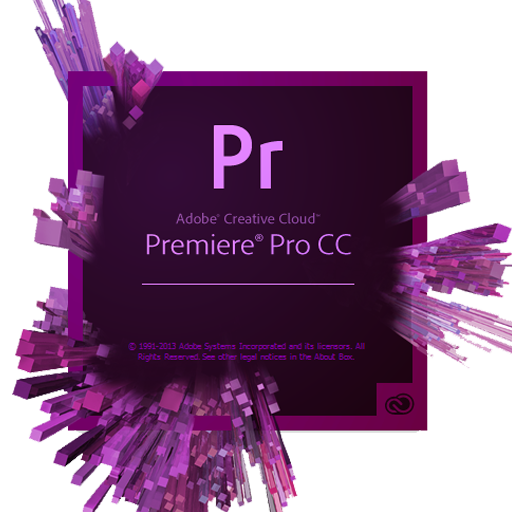 Pr
Adobe® Creative Cloud™
Premiere® Pro CC
© 1991-2013 Adobe Systems Incorporated and its licensors. All
Rights Reserved. See other legal notices in the About Box.